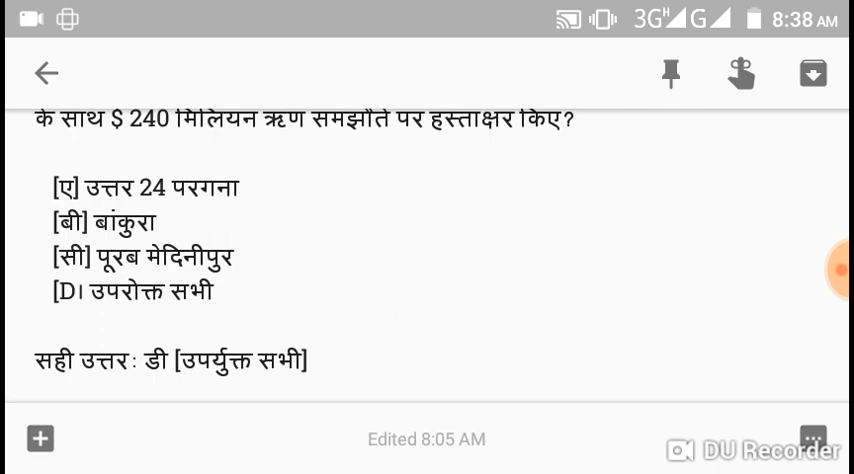 3G H G 8:38 AM
के साथ $ 240 मिलियन ऋण समझौते पर हस्ताक्षर किए?
[ए] उत्तर 24 परगना
[बी] बांकुरा
[सी] पूरब मेदिनीपुर
[D। उपरोक्त सभी
सही उत्तर: डी [उपर्युक्त सभी]
Edited 8:05 AM
DU Recorder